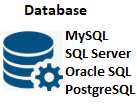 Database
MySQL
SQL Server
Oracle SQL
PostgreSQL